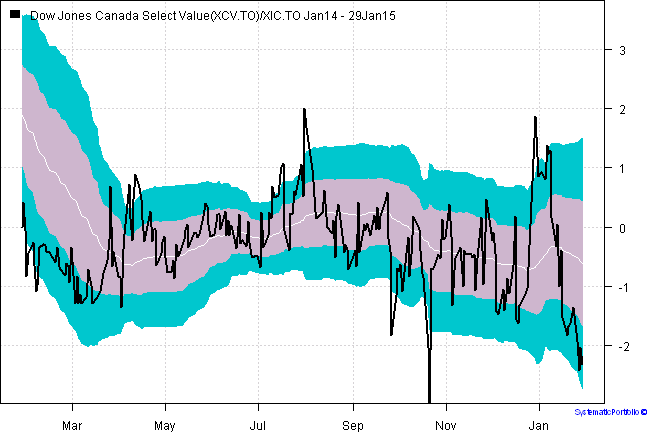 Dow Jones Canada Select Value(XCV.TO)/XIC.TO Jan14 - 29Jan15
3
2
1
0
-1
-2
Mar May Jul Sep Nov Jan
SystematicPortfolio ©